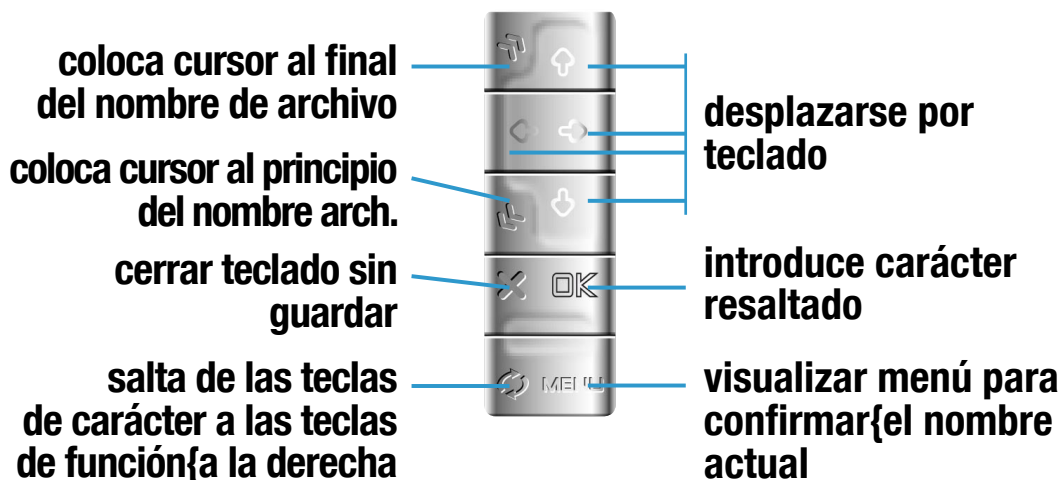 coloca cursor al final
del nombre de archivo
coloca cursor al principio
del nombre arch.
cerrar teclado sin
guardar
salta de las teclas
de carácter a las teclas
de función{a la derecha
OK
MENU
desplazarse por
teclado
introduce carácter
resaltado
visualizar menú para
confirmar{el nombre
actual